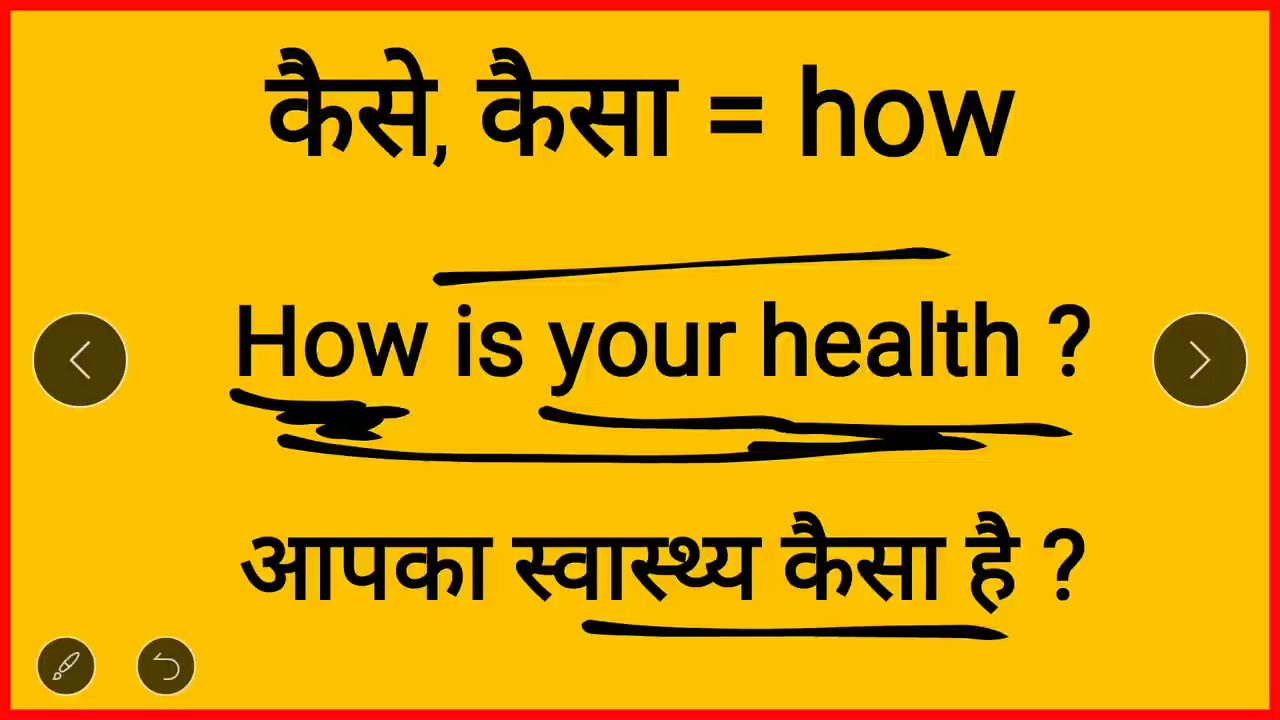 कैसे, कैसा = how
How is your health ?
आपका स्वास्थ्य कैसा है ?